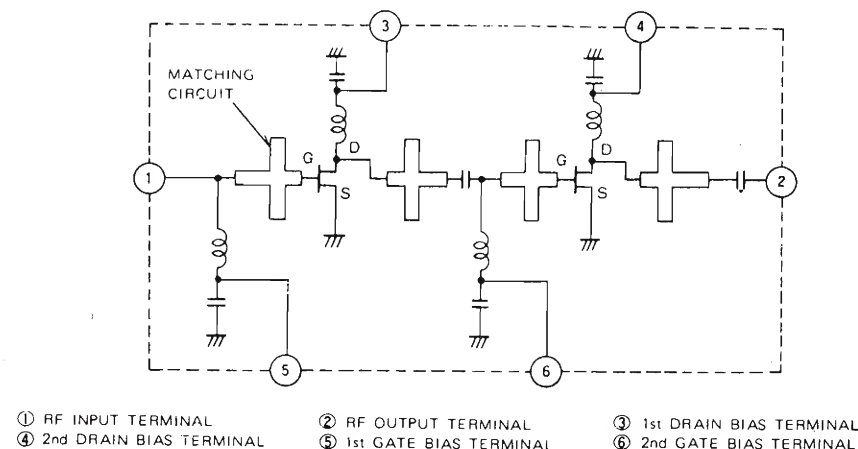 ③ ④
MATCHING
CIRCUIT
D D
G G
S S
① ②
⑤ ⑥
① RF INPUT TERMINAL ② RF OUTPUT TERMINAL ③ 1st DRAIN BIAS TERMINAL
④ 2nd DRAIN BIAS TERMINAL ⑤ 1st GATE BIAS TERMINAL ⑥ 2nd GATE BIAS TERMINAL